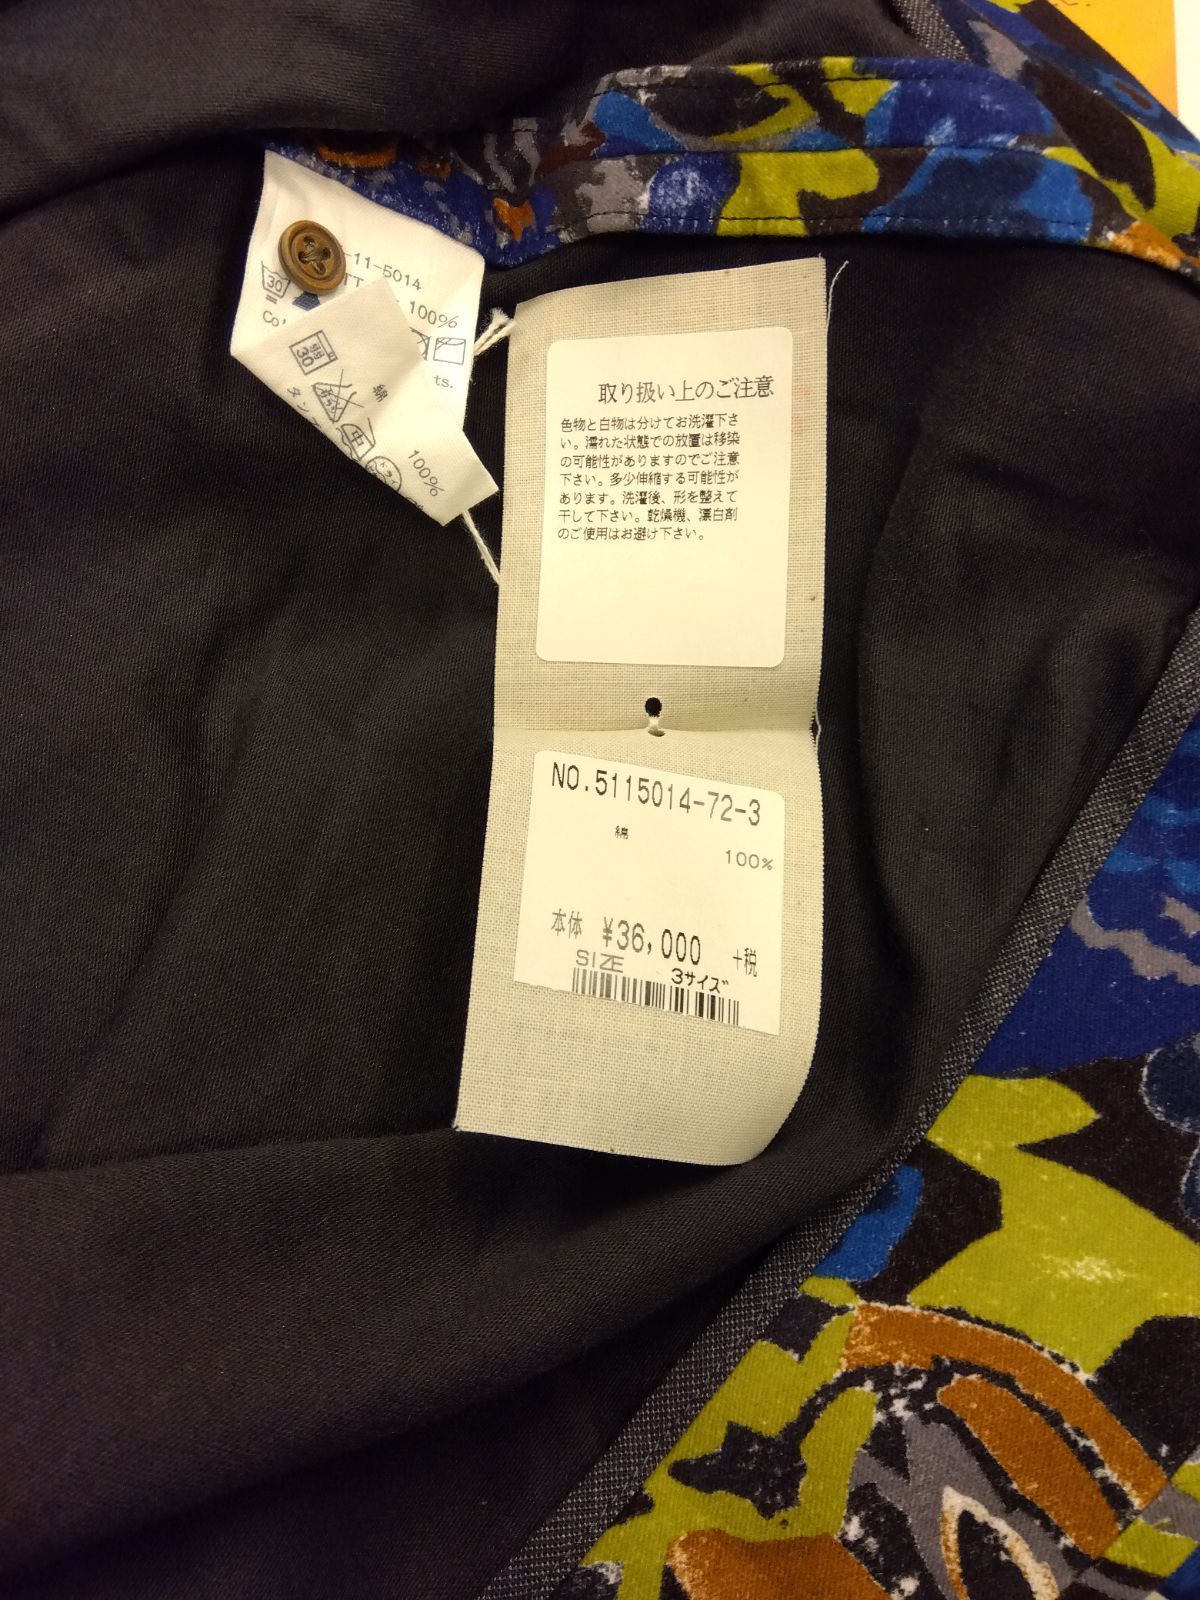 -11-5014
100%
30
Co'
ts.
30
綿
100%
中
取り扱い上のご注意
色物と白物は分けてお洗濯下さ
い。濡れた状態での放置は移染
の可能性がありますのでご注意
下さい。多少伸縮する可能性が
あります。洗濯後、形を整えて
干して下さい。乾燥機、漂白剤
のご使用はお避け下さい。
NO.5115014-72-3
綿
100%
本体 ¥36,000 +税
SIZE 3サイズ